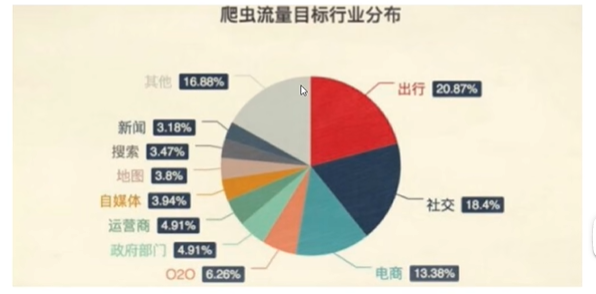 爬虫流量目标行业分布
其他 16.88%
出行 20.87%
新闻 3.18%
搜索 3.47%
地图 3.8%
自媒体 3.94%
社交 18.4%
运营商 4.91%
政府部门 4.91%
O2O 6.26%
电商 13.38%